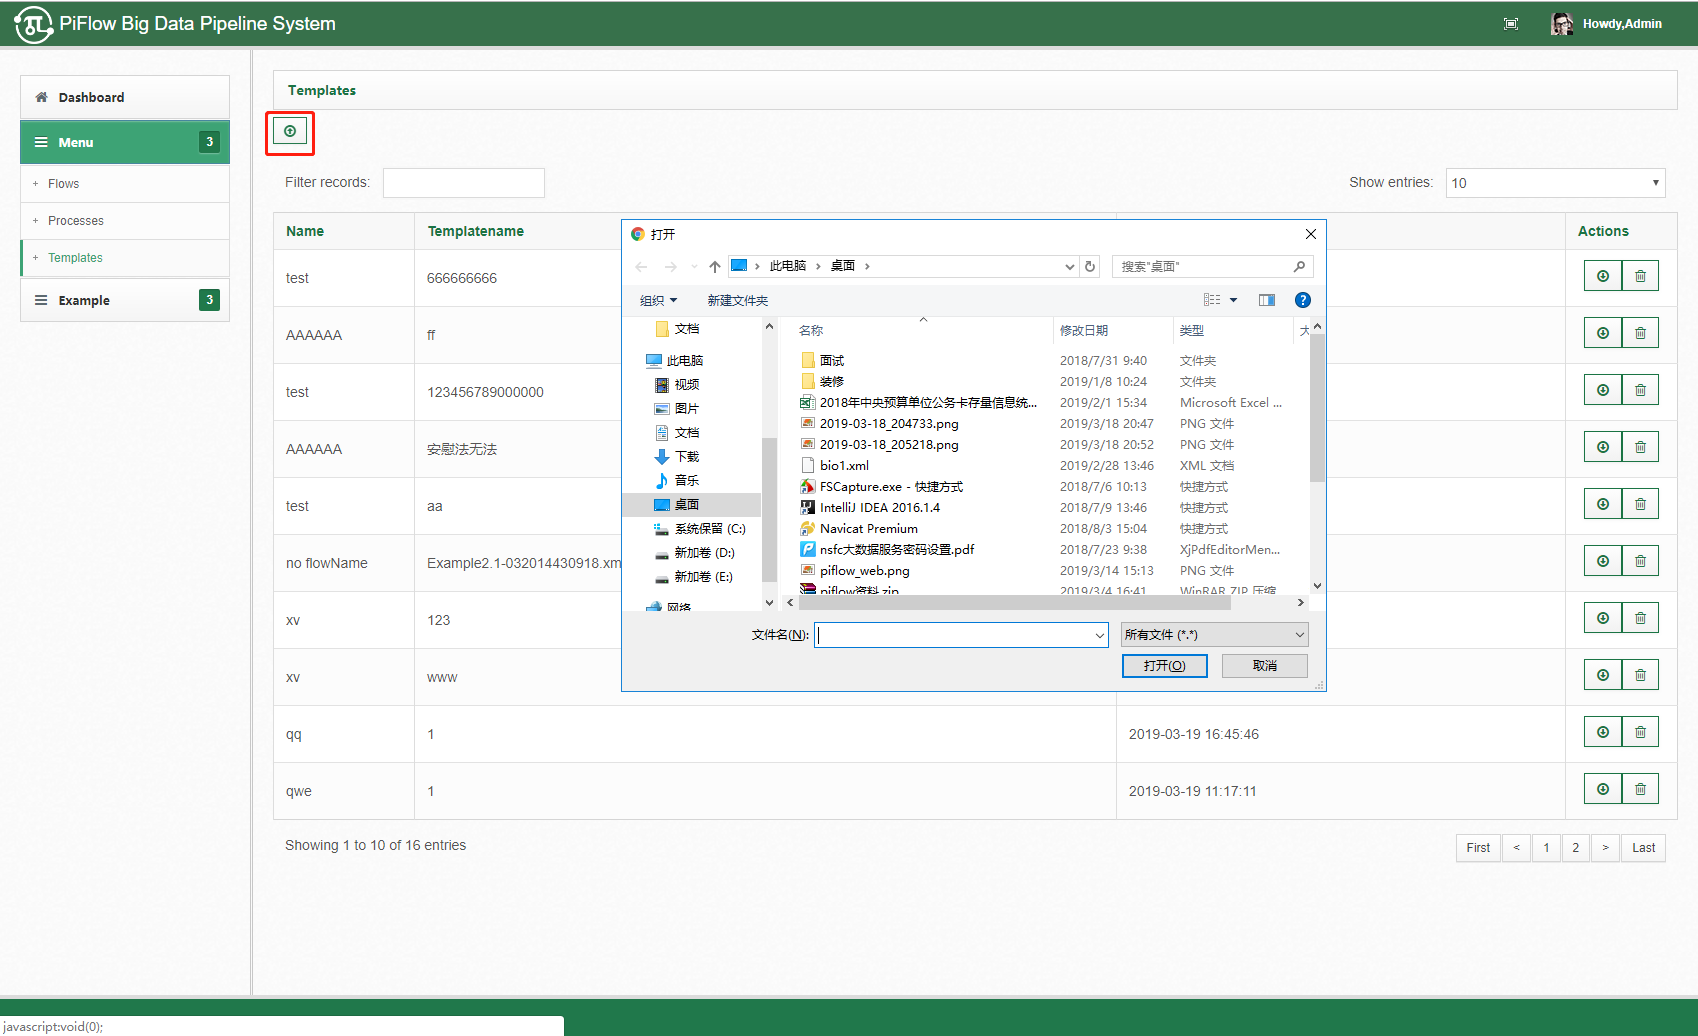 PiFlow Big Data Pipeline System
Howdy,Admin
Dashboard
Menu 3
+ Flows
+ Processes
+ Templates
Example 3
Templates
Filter records:
Show entries: 10
Name Templatename Actions
test 666666666
AAAAAA ff
test 123456789000000
AAAAAA 安慰法无法
test aa
no flowName Example2.1-032014430918.xm
xv 123
xv www
qq 1 2019-03-19 16:45:46
qwe 1 2019-03-19 11:17:11
Showing 1 to 10 of 16 entries
First < 1 2 > Last
打开
此电脑 › 桌面 ›
搜索"桌面"
组织 新建文件夹
文档
此电脑
视频
图片
文档
下载
音乐
桌面
系统保留 (C:)
新加卷 (D:)
新加卷 (E:)
网络
名称 修改日期 类型 大
面试 2018/7/31 9:40 文件夹
装修 2019/1/8 10:24 文件夹
2018年中央预算单位公务卡存量信息统... 2019/2/1 15:34 Microsoft Excel ...
2019-03-18_204733.png 2019/3/18 20:47 PNG 文件
2019-03-18_205218.png 2019/3/18 20:52 PNG 文件
bio1.xml 2019/2/28 13:46 XML 文档
FSCapture.exe - 快捷方式 2018/7/6 10:13 快捷方式
IntelliJ IDEA 2016.1.4 2018/7/9 13:46 快捷方式
Navicat Premium 2018/8/3 15:04 快捷方式
nsfc大数据服务密码设置.pdf 2018/7/23 9:38 XjPdfEditorMen...
piflow_web.png 2019/3/14 15:13 PNG 文件
piflow资料.zip 2019/3/4 16:41 WinRAR ZIP 压缩
文件名(N): 所有文件 (*.*)
打开(O) 取消
javascript:void(0);